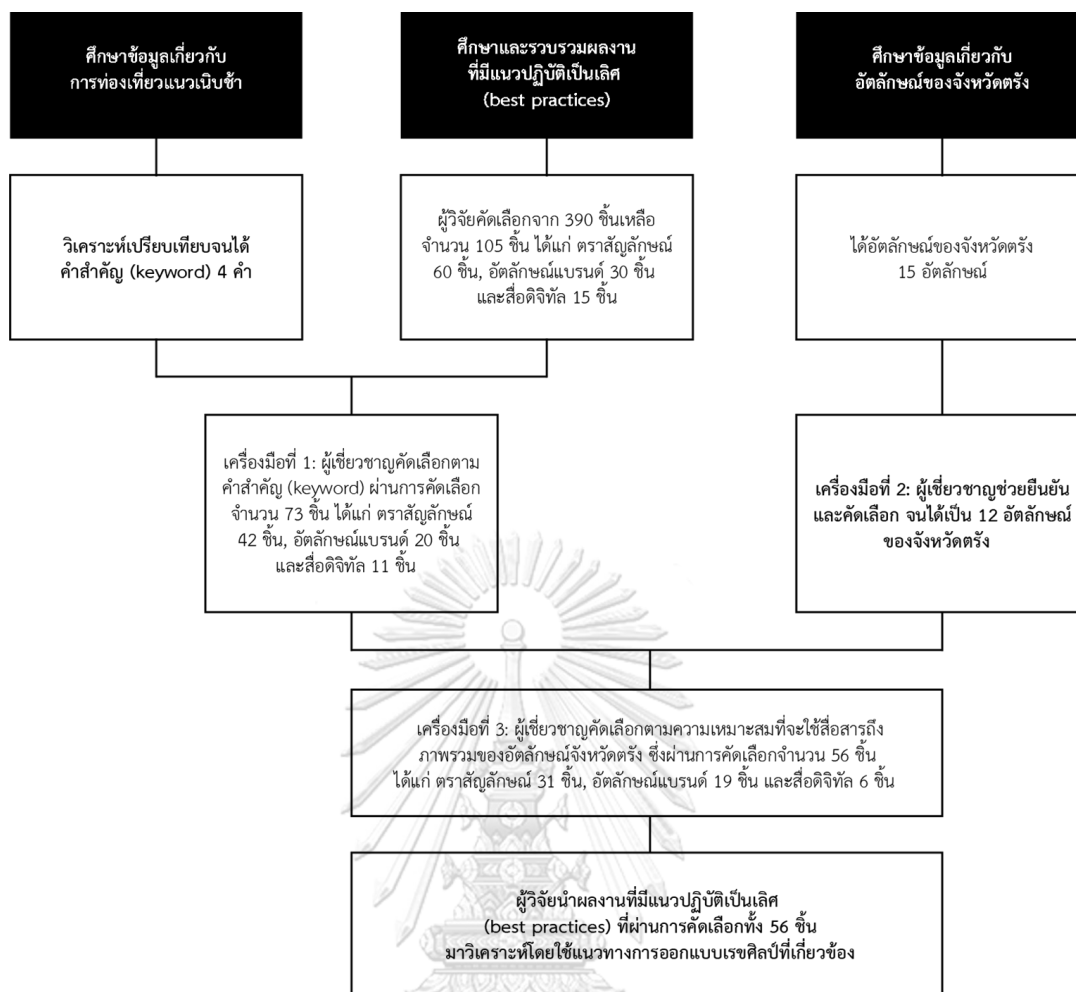 ศึกษาข้อมูลเกี่ยวกับ
การท่องเที่ยวแนวเนิบช้า
ศึกษาและรวบรวมผลงาน
ที่มีแนวปฏิบัติเป็นเลิศ
(best practices)
ศึกษาข้อมูลเกี่ยวกับ
อัตลักษณ์ของจังหวัดตรัง
วิเคราะห์เปรียบเทียบจนได้
คำสำคัญ (keyword) 4 คำ
ผู้วิจัยคัดเลือกจาก 390 ชิ้นเหลือ
จำนวน 105 ชิ้น ได้แก่ ตราสัญลักษณ์
60 ชิ้น, อัตลักษณ์แบรนด์ 30 ชิ้น
และสื่อดิจิทัล 15 ชิ้น
ได้อัตลักษณ์ของจังหวัดตรัง
15 อัตลักษณ์
เครื่องมือที่ 1: ผู้เชี่ยวชาญคัดเลือกตาม
คำสำคัญ (keyword) ผ่านการคัดเลือก
จำนวน 73 ชิ้น ได้แก่ ตราสัญลักษณ์
42 ชิ้น, อัตลักษณ์แบรนด์ 20 ชิ้น
และสื่อดิจิทัล 11 ชิ้น
เครื่องมือที่ 2: ผู้เชี่ยวชาญช่วยยืนยัน
และคัดเลือก จนได้เป็น 12 อัตลักษณ์
ของจังหวัดตรัง
เครื่องมือที่ 3: ผู้เชี่ยวชาญคัดเลือกตามความเหมาะสมที่จะใช้สื่อสารถึง
ภาพรวมของอัตลักษณ์จังหวัดตรัง ซึ่งผ่านการคัดเลือกจำนวน 56 ชิ้น
ได้แก่ ตราสัญลักษณ์ 31 ชิ้น, อัตลักษณ์แบรนด์ 19 ชิ้น และสื่อดิจิทัล 6 ชิ้น
ผู้วิจัยนำผลงานที่มีแนวปฏิบัติเป็นเลิศ
(best practices) ที่ผ่านการคัดเลือกทั้ง 56 ชิ้น
มาวิเคราะห์โดยใช้แนวทางการออกแบบเรขศิลป์ที่เกี่ยวข้อง